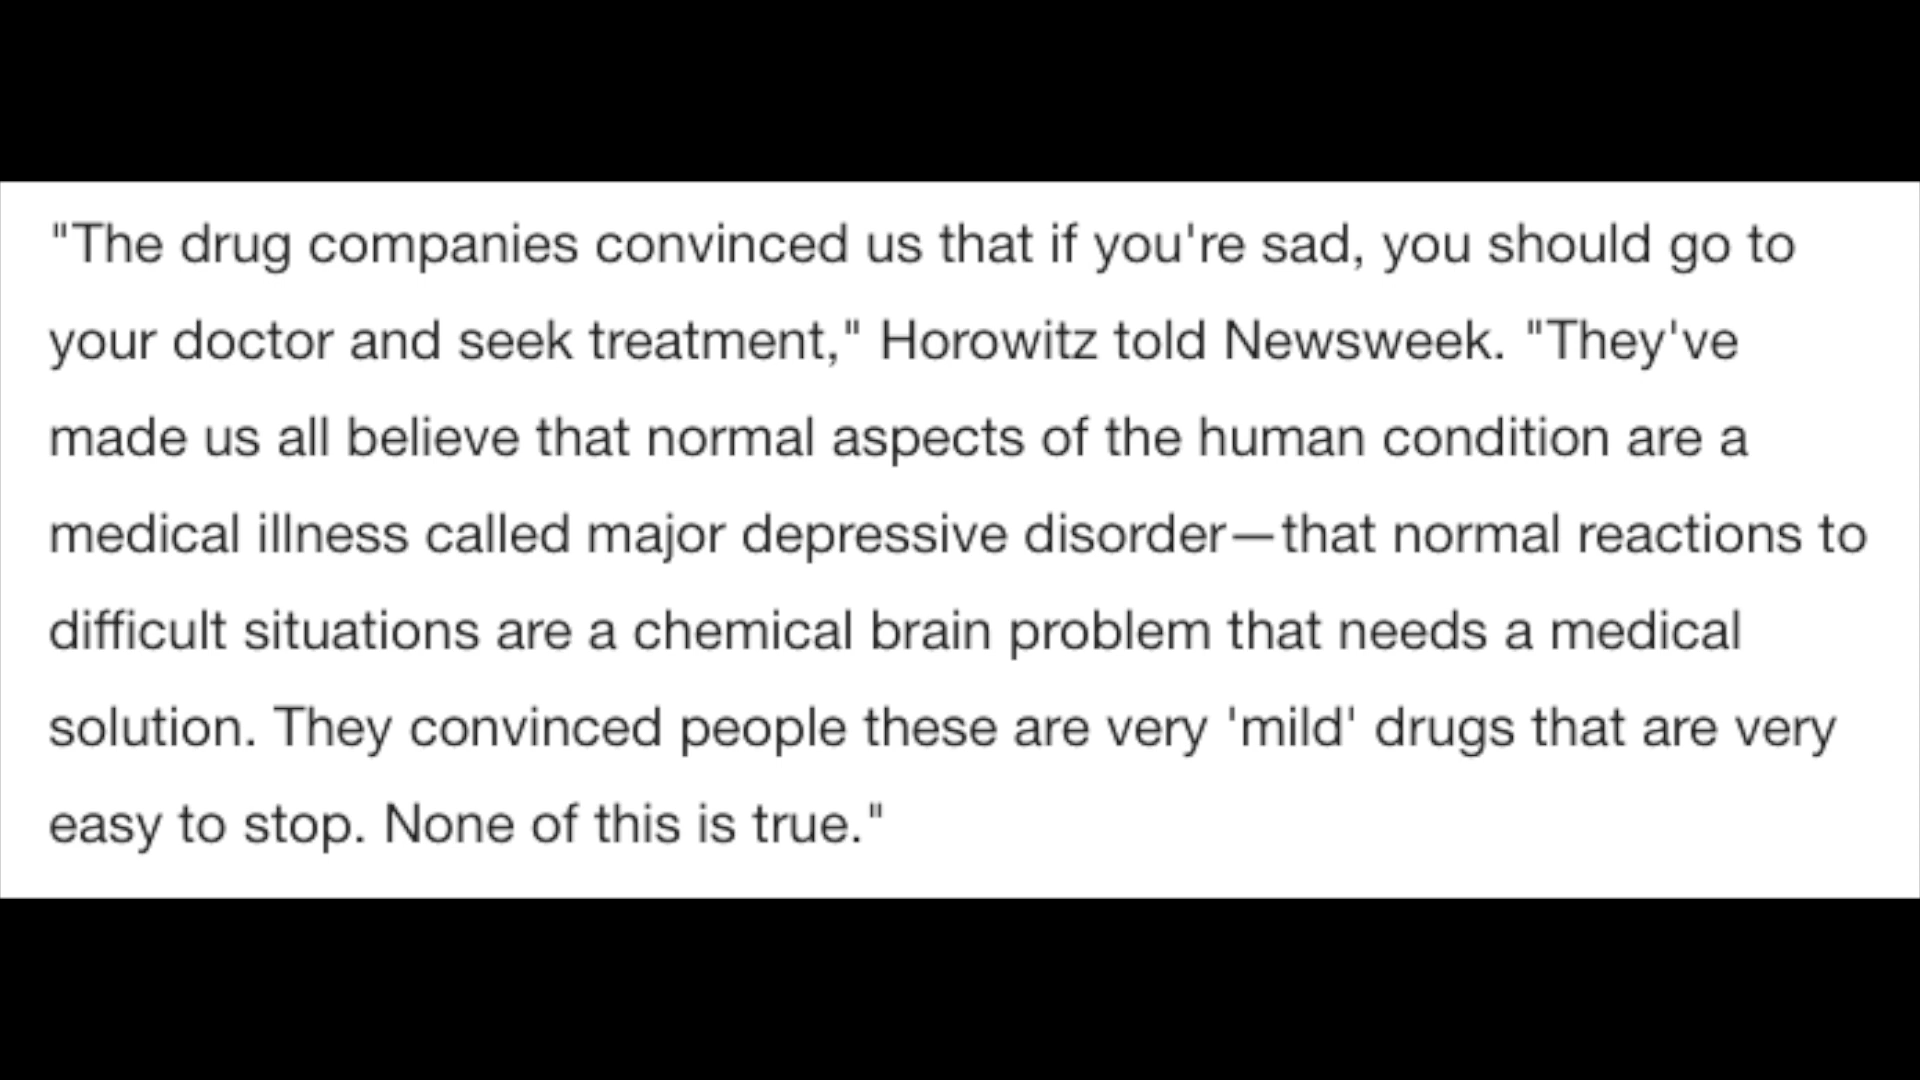 "The drug companies convinced us that if you're sad, you should go to
your doctor and seek treatment," Horowitz told Newsweek. "They've
made us all believe that normal aspects of the human condition are a
medical illness called major depressive disorder—that normal reactions to
difficult situations are a chemical brain problem that needs a medical
solution. They convinced people these are very 'mild' drugs that are very
easy to stop. None of this is true."